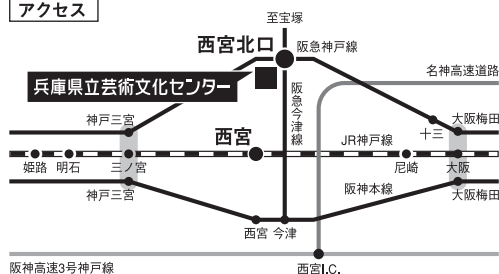 アクセス
至宝塚
西宮北口
阪急神戸線
名神高速道路
兵庫県立芸術文化センター
阪急今津線
神戸三宮
大阪梅田
十三
西宮
JR神戸線
姫路
明石
三ノ宮
尼崎
大阪
神戸三宮
阪神本線
大阪梅田
西宮
今津
阪神高速3号神戸線
西宮I.C.